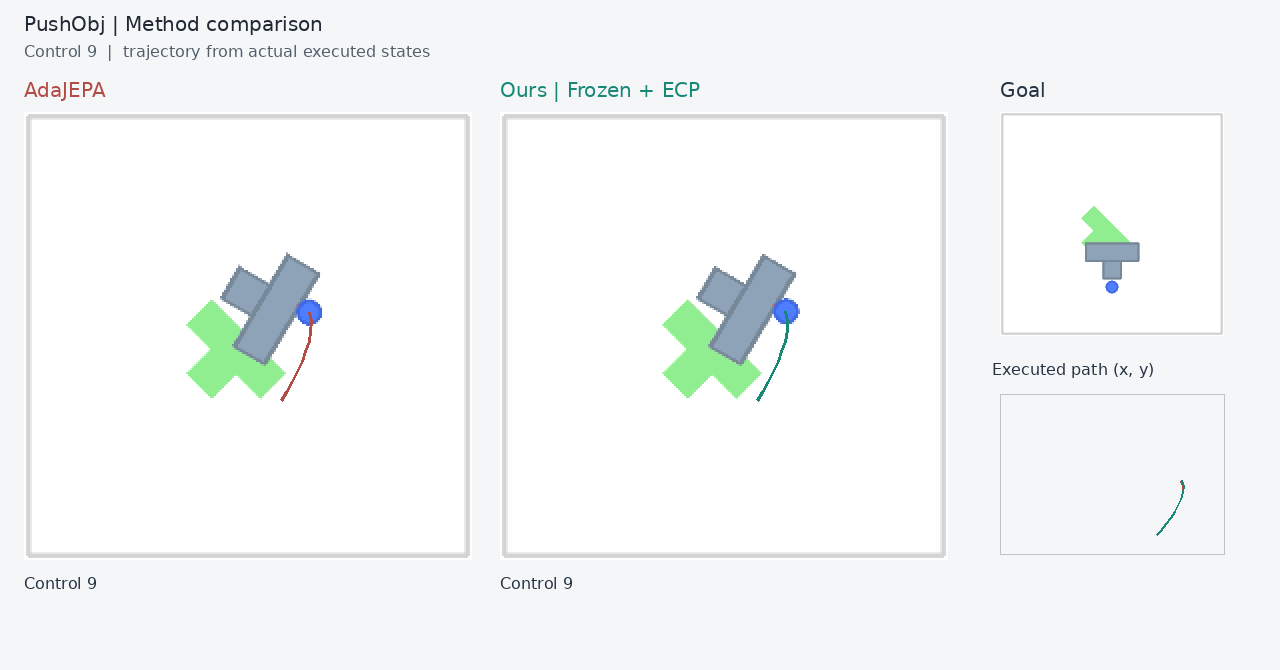 PushObj | Method comparison
Control 9 | trajectory from actual executed states
AdaJEPA
Ours | Frozen + ECP
Goal
Executed path (x, y)
Control 9
Control 9